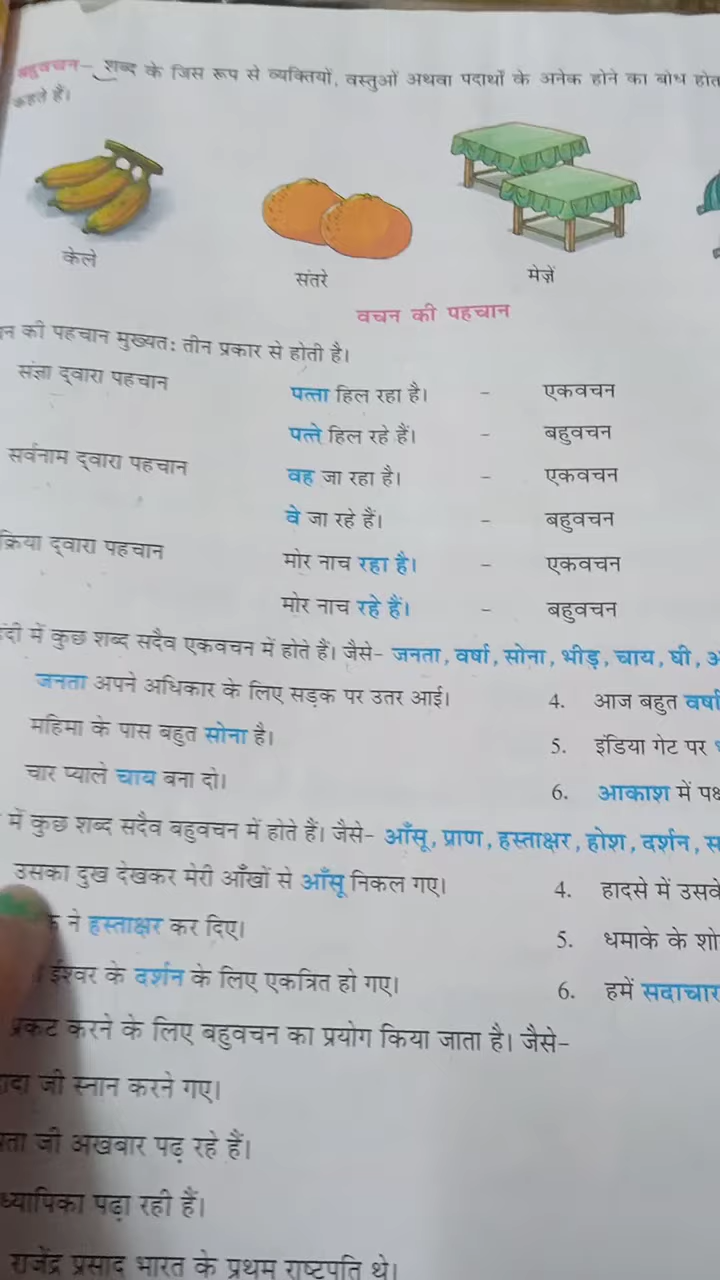 बहुवचन– शब्द के जिस रूप से व्यक्तियों, वस्तुओं अथवा पदार्थों के अनेक होने का बोध होत
कहते हैं।
केले
संतरे
मेज़ें
वचन की पहचान
की पहचान मुख्यत: तीन प्रकार से होती है।
संज्ञा द्वारा पहचान पत्ता हिल रहा है। – एकवचन
पत्ते हिल रहे हैं। – बहुवचन
सर्वनाम द्वारा पहचान वह जा रहा है। – एकवचन
वे जा रहे हैं। – बहुवचन
क्रिया द्वारा पहचान मोर नाच रहा है। – एकवचन
मोर नाच रहे हैं। – बहुवचन
में कुछ शब्द सदैव एकवचन में होते हैं। जैसे– जनता, वर्षा, सोना, भीड़, चाय, घी,
जनता अपने अधिकार के लिए सड़क पर उतर आई। 4. आज बहुत वर्षा
महिमा के पास बहुत सोना है। 5. इंडिया गेट पर
चार प्याले चाय बना दो। 6. आकाश में
में कुछ शब्द सदैव बहुवचन में होते हैं। जैसे– आँसू, प्राण, हस्ताक्षर, होश, दर्शन,
उसका दुख देखकर मेरी आँखों से आँसू निकल गए। 4. हादसे में उसके
ने हस्ताक्षर कर दिए। 5. धमाके के
ईश्वर के दर्शन के लिए एकत्रित हो गए। 6. हमें सदाचार
प्रकट करने के लिए बहुवचन का प्रयोग किया जाता है। जैसे–
जी स्नान करने गए।
जी अखबार पढ़ रहे हैं।
ध्यापिका पढ़ा रही हैं।
राजेंद्र प्रसाद भारत के प्रथम राष्ट्रपति थे।